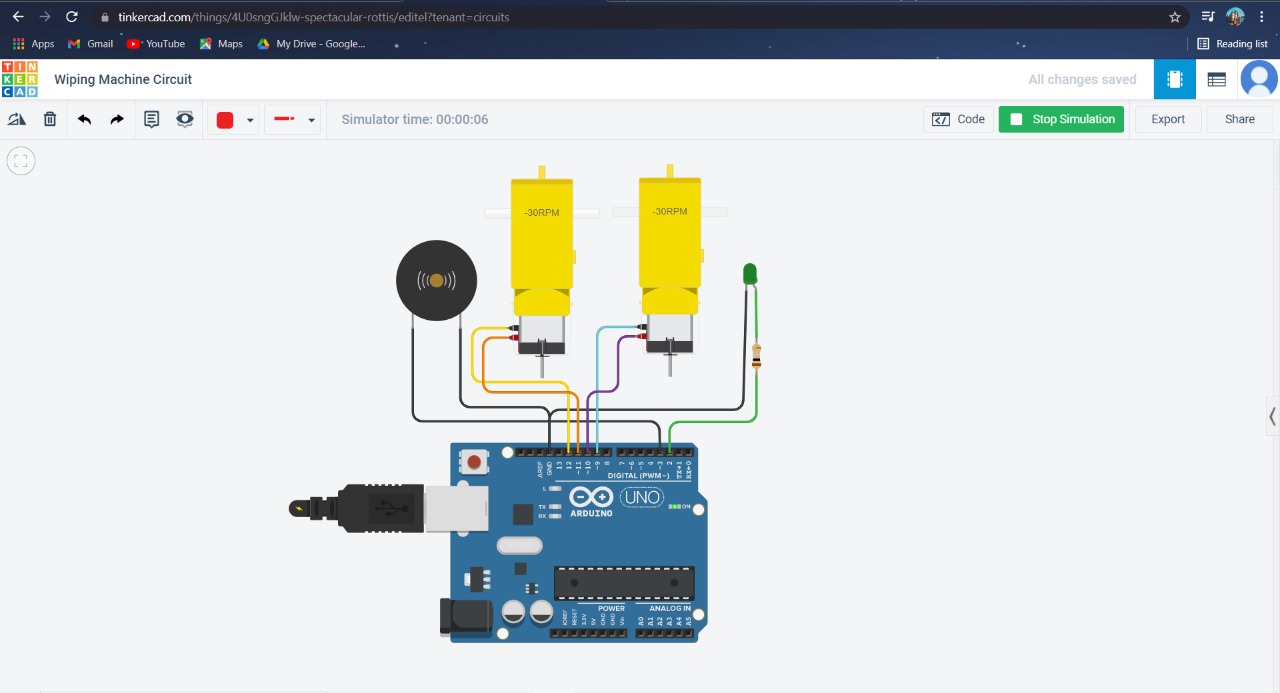 tinkercad.com/things/4U0sngGJklw-spectacular-rottis/editel?tenant=circuits
Apps Gmail YouTube Maps My Drive - Google... Reading list
TIN
KER
CAD
Wiping Machine Circuit
All changes saved
Simulator time: 00:00:06
Code
Stop Simulation
Export
Share
-30RPM
-30RPM
AREF GND 13 12 ~11 ~10 ~9 8 7 ~6 ~5 4 ~3 2 TX→1 RX←0
DIGITAL (PWM~)
L
TX
RX
UNO
ARDUINO
ON
POWER
ANALOG IN
IOREF RESET 3.3V 5V GND GND Vin A0 A1 A2 A3 A4 A5